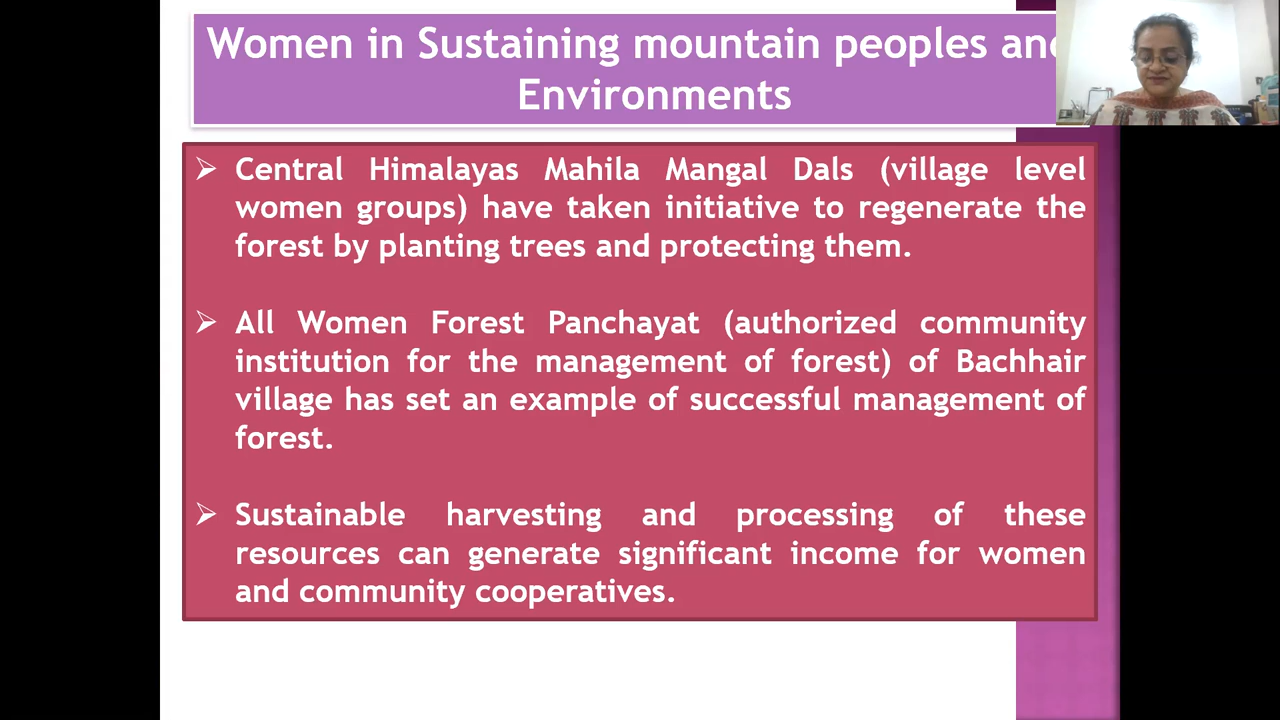 Women in Sustaining mountain peoples and
Environments
➢ Central Himalayas Mahila Mangal Dals (village level
women groups) have taken initiative to regenerate the
forest by planting trees and protecting them.
➢ All Women Forest Panchayat (authorized community
institution for the management of forest) of Bachhair
village has set an example of successful management of
forest.
➢ Sustainable harvesting and processing of these
resources can generate significant income for women
and community cooperatives.